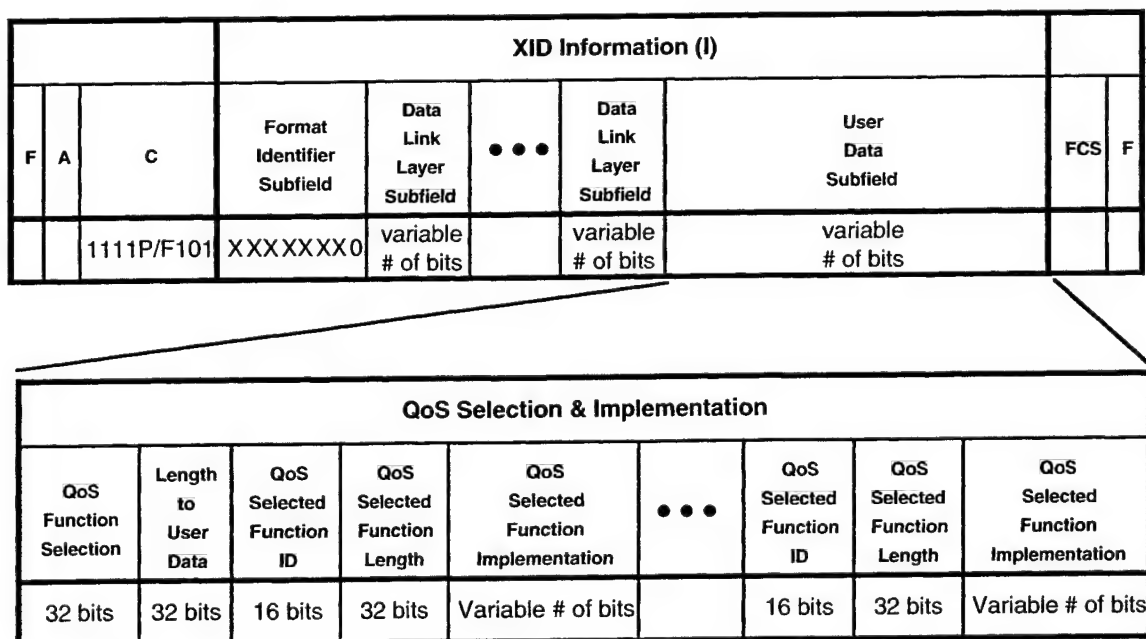 XID Information (I)
F
A
C
Format
Identifier
Subfield
Data
Link
Layer
Subfield
•••
Data
Link
Layer
Subfield
User
Data
Subfield
FCS
F
1111P/F101
XXXXXXX0
variable
# of bits
variable
# of bits
variable
# of bits
QoS Selection & Implementation
QoS
Function
Selection
Length
to
User
Data
QoS
Selected
Function
ID
QoS
Selected
Function
Length
QoS
Selected
Function
Implementation
•••
QoS
Selected
Function
ID
QoS
Selected
Function
Length
QoS
Selected
Function
Implementation
32 bits
32 bits
16 bits
32 bits
Variable # of bits
16 bits
32 bits
Variable # of bits